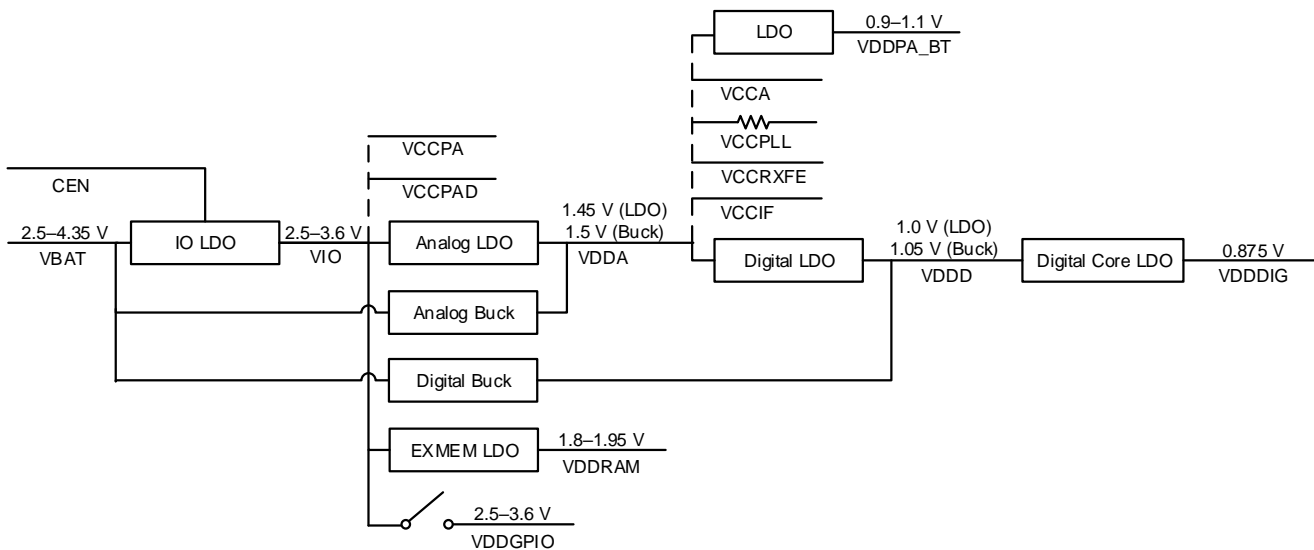 LDO
0.9–1.1 V
VDDPA_BT
VCCA
VCCPLL
VCCRXFE
VCCIF
VCCPA
VCCPAD
CEN
2.5–4.35 V
VBAT
IO LDO
2.5–3.6 V
VIO
Analog LDO
1.45 V (LDO)
1.5 V (Buck)
VDDA
Digital LDO
1.0 V (LDO)
1.05 V (Buck)
VDDD
Digital Core LDO
0.875 V
VDDDIG
Analog Buck
Digital Buck
EXMEM LDO
1.8–1.95 V
VDDRAM
2.5–3.6 V
VDDGPIO